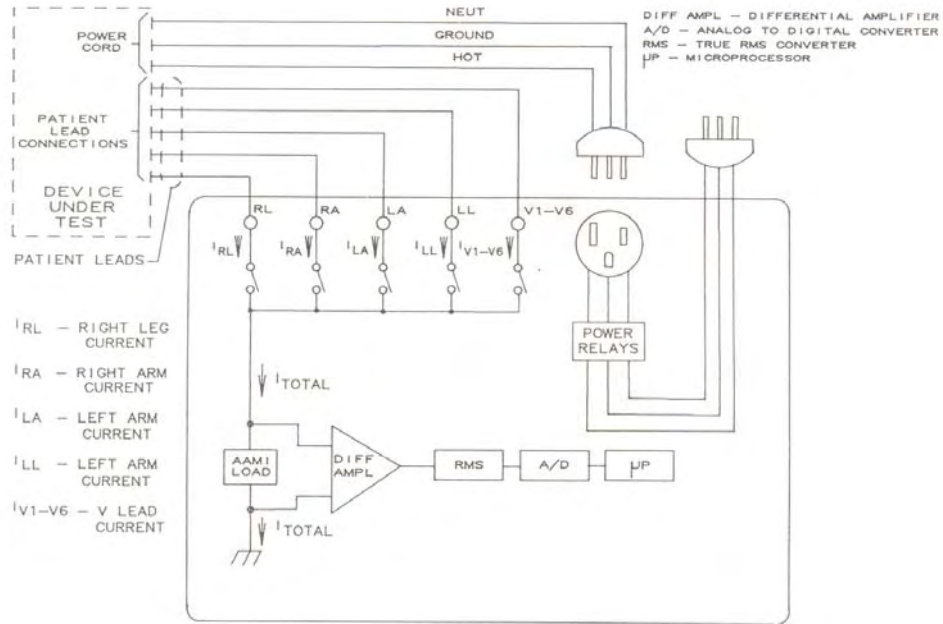 NEUT
GROUND
HOT
POWER
CORD
DIFF AMPL – DIFFERENTIAL AMPLIFIER
A/D – ANALOG TO DIGITAL CONVERTER
RMS – TRUE RMS CONVERTER
µP – MICROPROCESSOR
PATIENT
LEAD
CONNECTIONS
DEVICE
UNDER
TEST
PATIENT LEADS
RL
RA
LA
LL
V1–V6
IRL
IRA
ILA
ILL
IV1–V6
POWER
RELAYS
IRL – RIGHT LEG
CURRENT
IRA – RIGHT ARM
CURRENT
ILA – LEFT ARM
CURRENT
ILL – LEFT ARM
CURRENT
IV1–V6 – V LEAD
CURRENT
ITOTAL
AAMI
LOAD
DIFF
AMPL
RMS
A/D
µP
ITOTAL